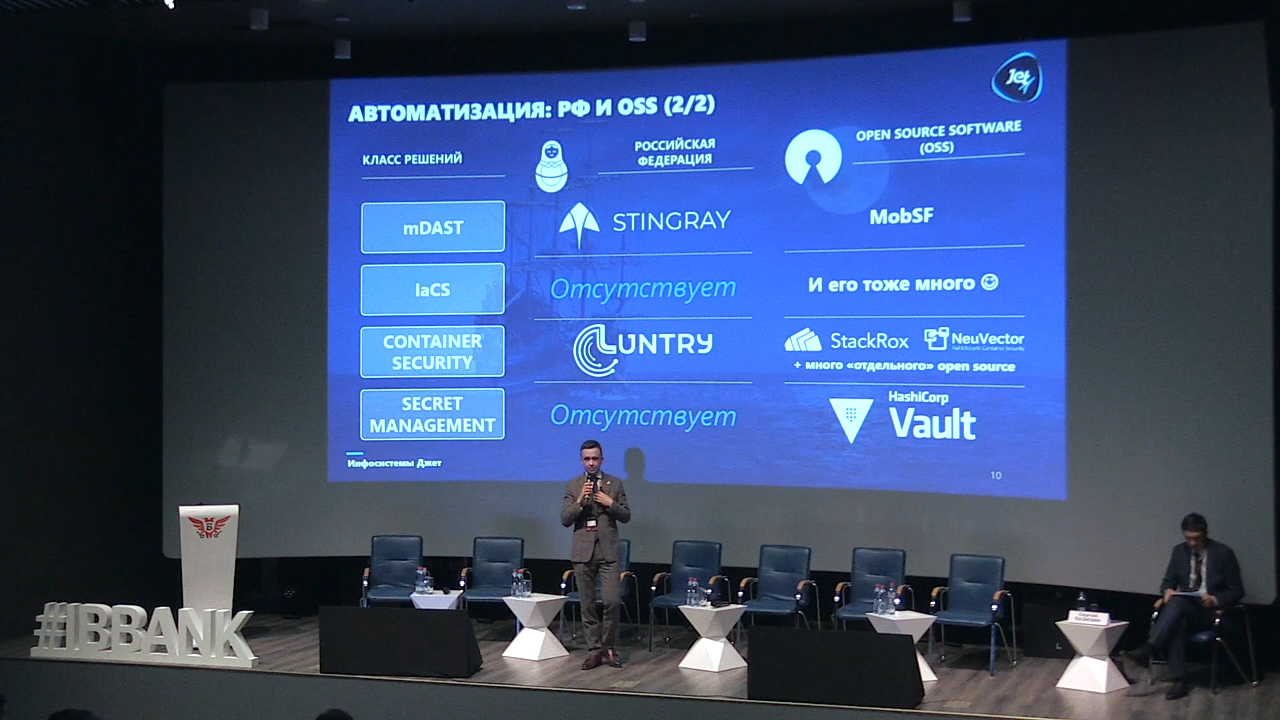 Jet
АВТОМАТИЗАЦИЯ: РФ И OSS (2/2)
КЛАСС РЕШЕНИЙ
РОССИЙСКАЯ
ФЕДЕРАЦИЯ
OPEN SOURCE SOFTWARE
(OSS)
mDAST
STINGRAY
MobSF
IaCS
Отсутствует
И его тоже много
CONTAINER
SECURITY
LUNTRY
StackRox
NeuVector
+ много «отдельного» open source
SECRET
MANAGEMENT
Отсутствует
HashiCorp
Vault
Инфосистемы Джет
10
#IBBANK